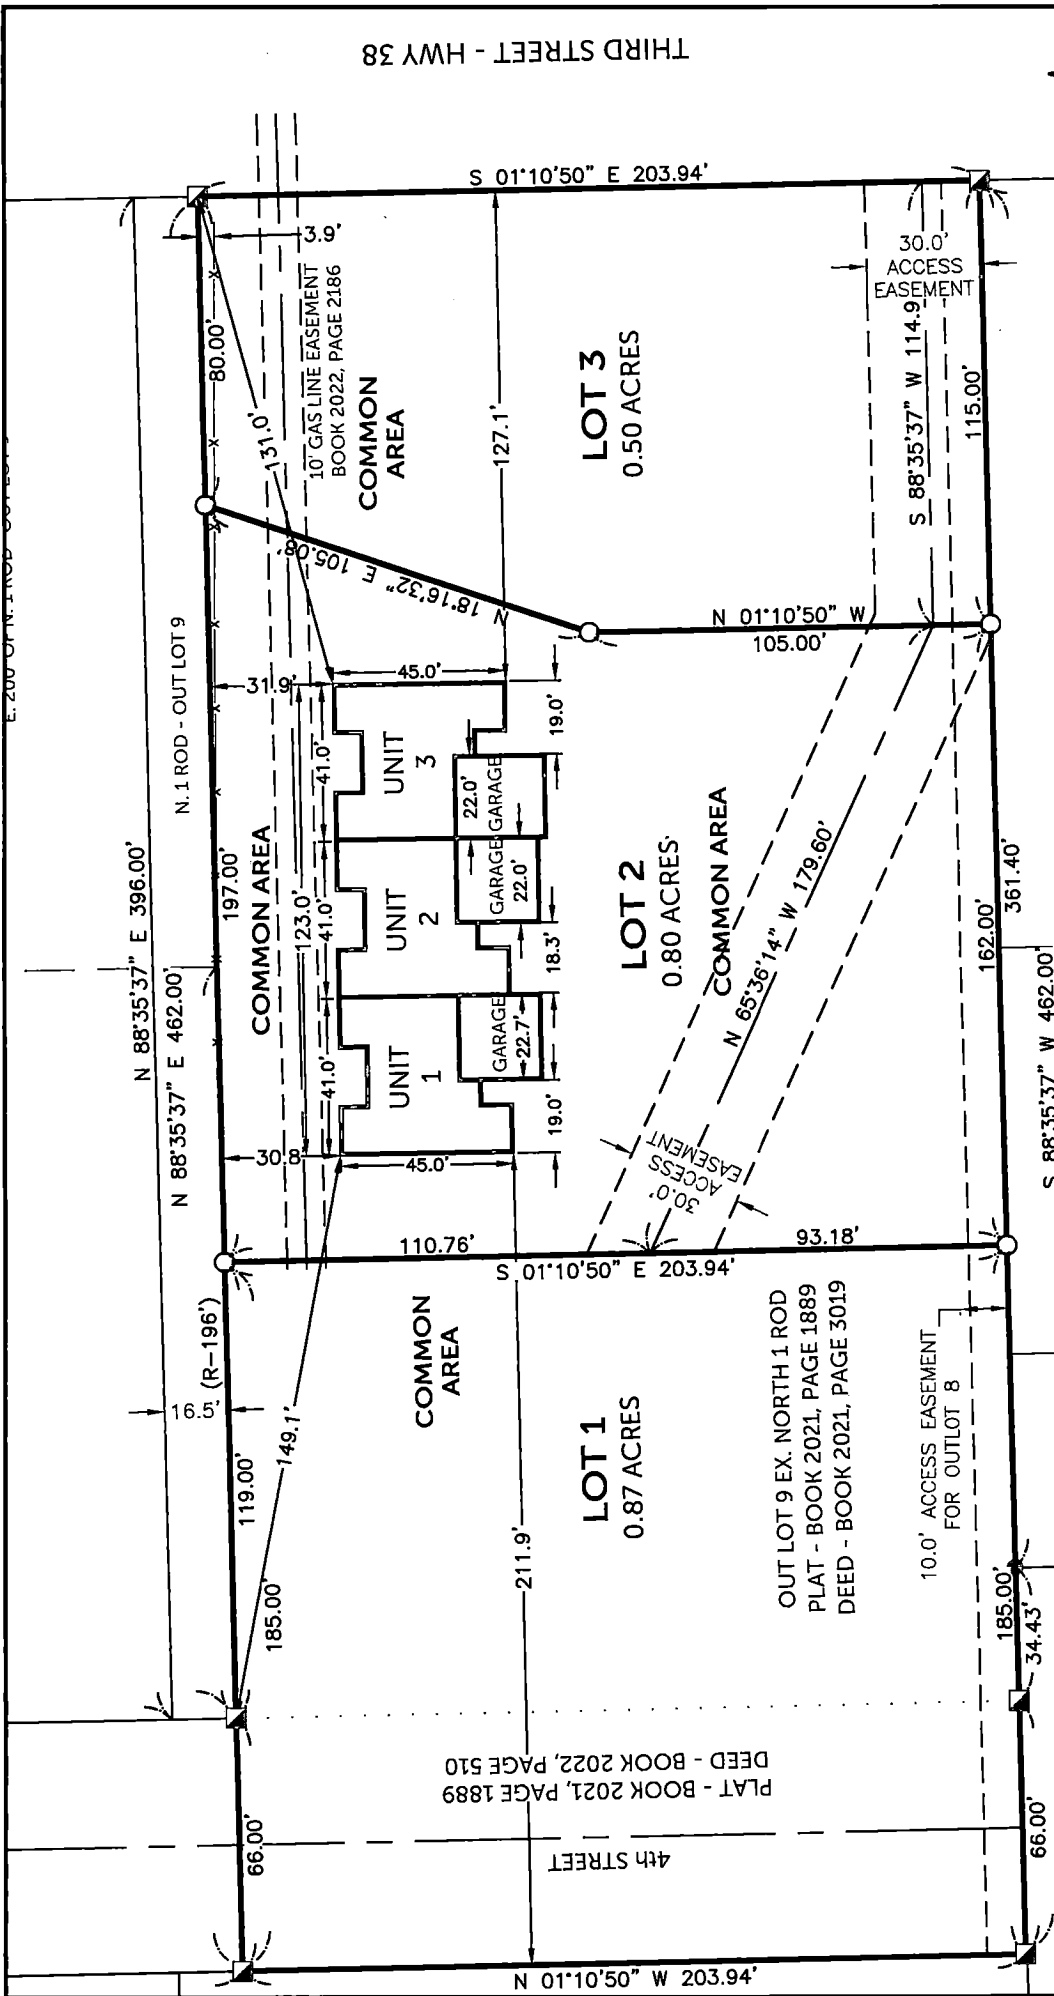 THIRD STREET - HWY 38
S 01°10'50" E 203.94'
3.9'
80.00'
131.0'
10' GAS LINE EASEMENT
BOOK 2022, PAGE 2186
COMMON
AREA
127.1'
LOT 3
0.50 ACRES
30.0'
ACCESS
EASEMENT
S 88°35'37" W 114.9
115.00'
N 18°16'32" E 105.08'
N 01°10'50" W
105.00'
N. 1 ROD - OUT LOT 9
N 88°35'37" E 396.00'
N 88°35'37" E 462.00'
197.00'
31.9'
45.0'
19.0'
COMMON AREA
123.0'
41.0'
41.0'
41.0'
UNIT
3
22.0'
GARAGE
UNIT
2
GARAGE
22.0'
18.3'
UNIT
1
GARAGE
22.7'
19.0'
30.8
45.0'
LOT 2
0.80 ACRES
COMMON AREA
N 65°36'14" W 179.60'
30.0'
ACCESS
EASEMENT
162.00'
361.40'
S 88°35'37" W 462.00'
110.76'
93.18'
S 01°10'50" E 203.94'
(R-196')
16.5'
119.00'
149.1'
185.00'
COMMON
AREA
LOT 1
0.87 ACRES
211.9'
OUT LOT 9 EX. NORTH 1 ROD
PLAT - BOOK 2021, PAGE 1889
DEED - BOOK 2021, PAGE 3019
10.0' ACCESS EASEMENT
FOR OUTLOT 8
185.00'
34.43'
PLAT - BOOK 2021, PAGE 1889
DEED - BOOK 2022, PAGE 510
4th STREET
66.00'
66.00'
N 01°10'50" W 203.94'